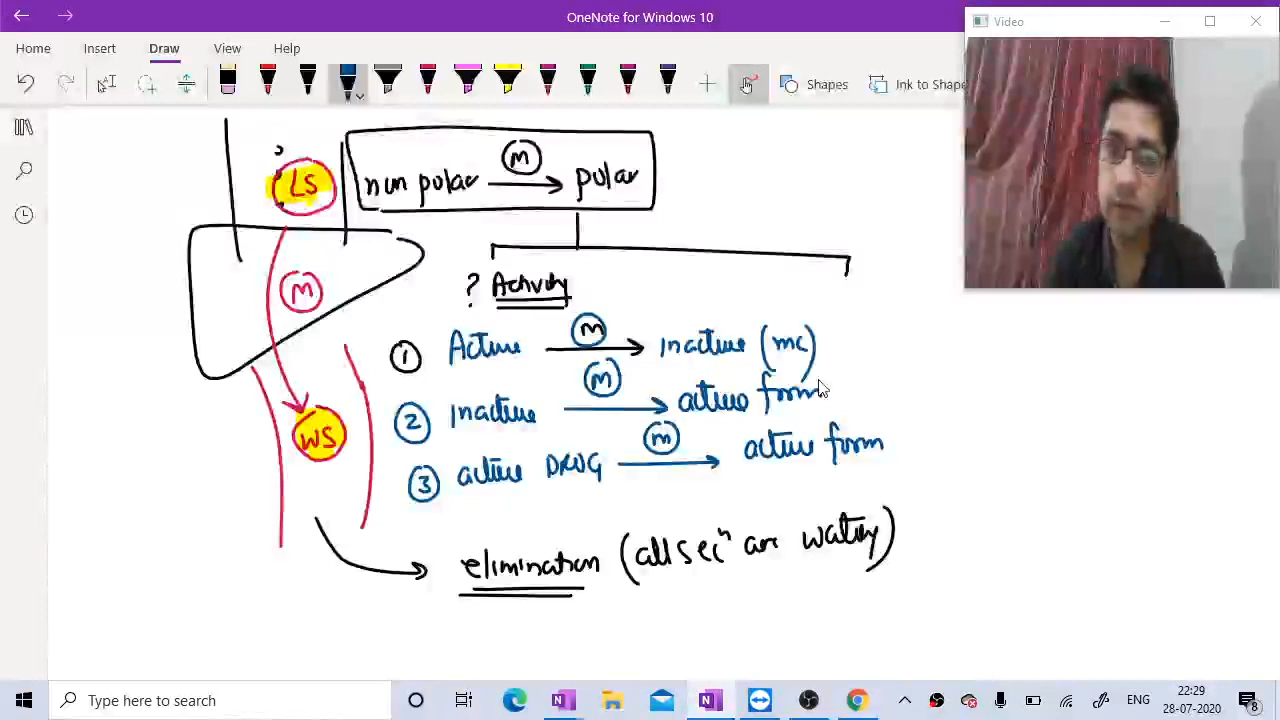 OneNote for Windows 10
Video
Home Insert Draw View Help
Shapes
Ink to Shap
LS
non polar M polar
M
? Activity
① Active M Inactive (mc)
② Inactive M active form
WS
③ active DRUG M active form
elimination (all secⁿ are watery)
Type here to search
ENG
22:29
28-07-2020
8